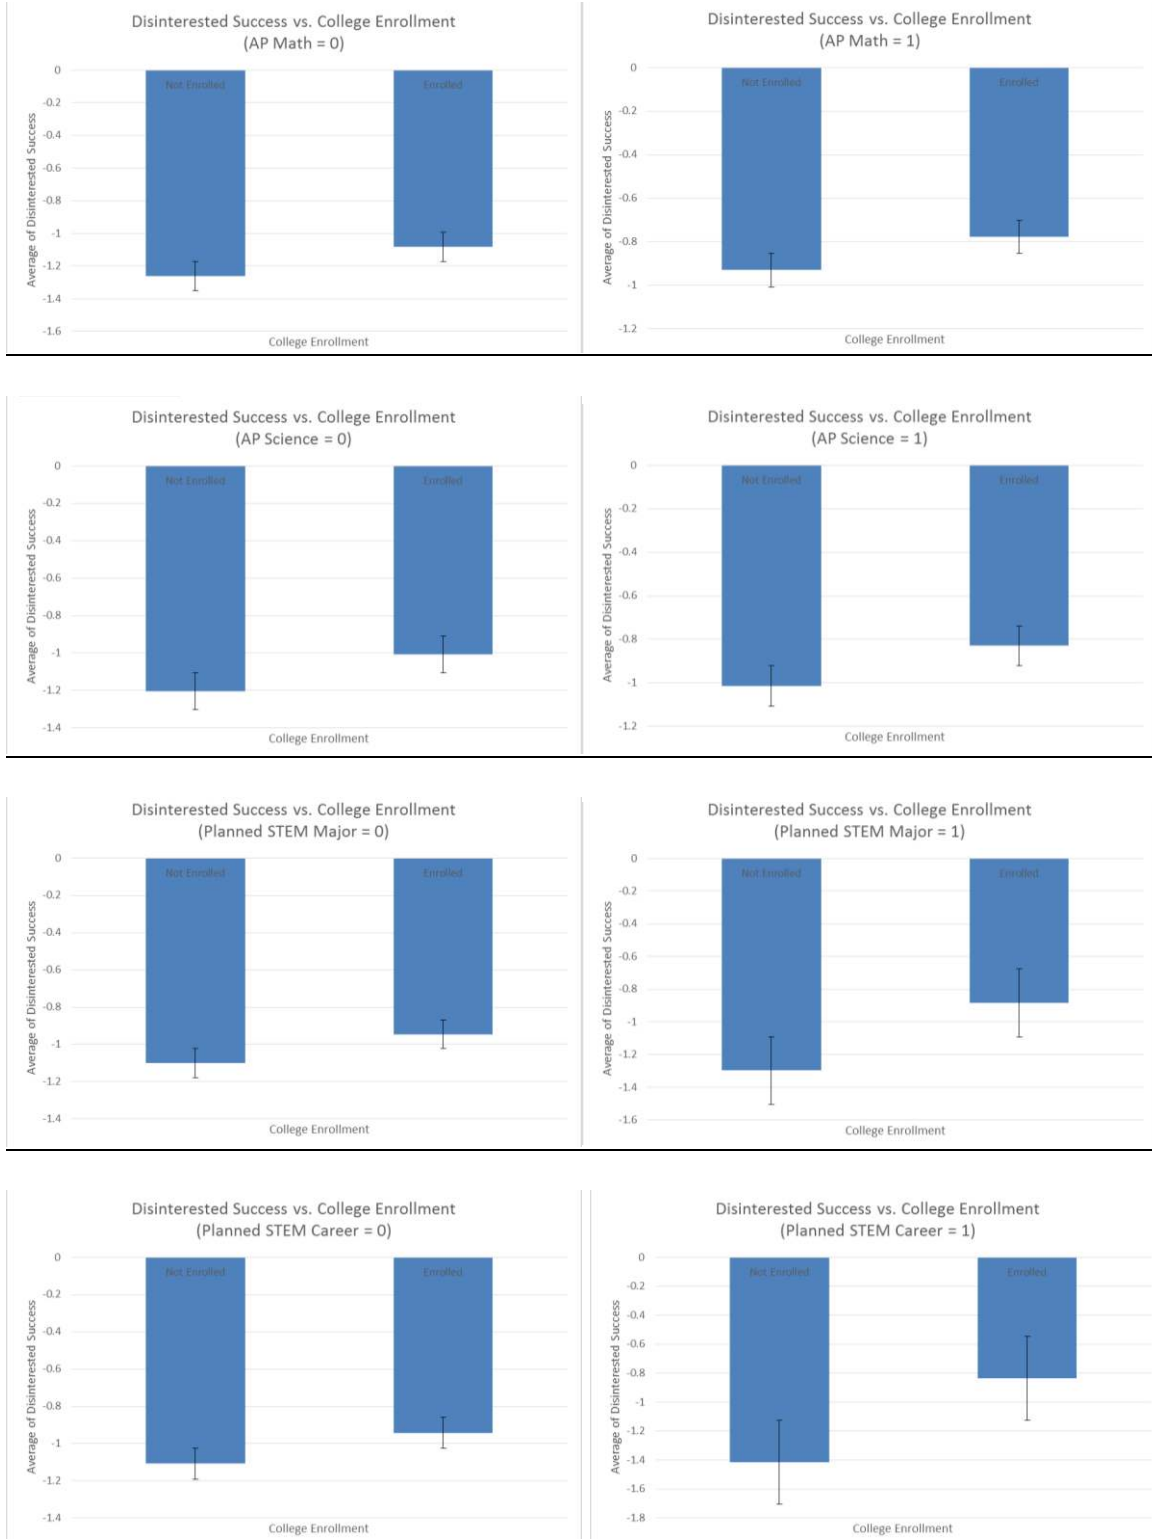 Disinterested Success vs. College Enrollment
(AP Math = 0)
Average of Disinterested Success
0
-0.2
-0.4
-0.6
-0.8
-1
-1.2
-1.4
-1.6
Not Enrolled
Enrolled
College Enrollment
Disinterested Success vs. College Enrollment
(AP Math = 1)
Average of Disinterested Success
0
-0.2
-0.4
-0.6
-0.8
-1
-1.2
Not Enrolled
Enrolled
College Enrollment
Disinterested Success vs. College Enrollment
(AP Science = 0)
Average of Disinterested Success
0
-0.2
-0.4
-0.6
-0.8
-1
-1.2
-1.4
Not Enrolled
Enrolled
College Enrollment
Disinterested Success vs. College Enrollment
(AP Science = 1)
Average of Disinterested Success
0
-0.2
-0.4
-0.6
-0.8
-1
-1.2
Not Enrolled
Enrolled
College Enrollment
Disinterested Success vs. College Enrollment
(Planned STEM Major = 0)
Average of Disinterested Success
0
-0.2
-0.4
-0.6
-0.8
-1
-1.2
-1.4
Not Enrolled
Enrolled
College Enrollment
Disinterested Success vs. College Enrollment
(Planned STEM Major = 1)
Average of Disinterested Success
0
-0.2
-0.4
-0.6
-0.8
-1
-1.2
-1.4
-1.6
Not Enrolled
Enrolled
College Enrollment
Disinterested Success vs. College Enrollment
(Planned STEM Career = 0)
Average of Disinterested Success
0
-0.2
-0.4
-0.6
-0.8
-1
-1.2
-1.4
Not Enrolled
Enrolled
College Enrollment
Disinterested Success vs. College Enrollment
(Planned STEM Career = 1)
Average of Disinterested Success
0
-0.2
-0.4
-0.6
-0.8
-1
-1.2
-1.4
-1.6
-1.8
Not Enrolled
Enrolled
College Enrollment